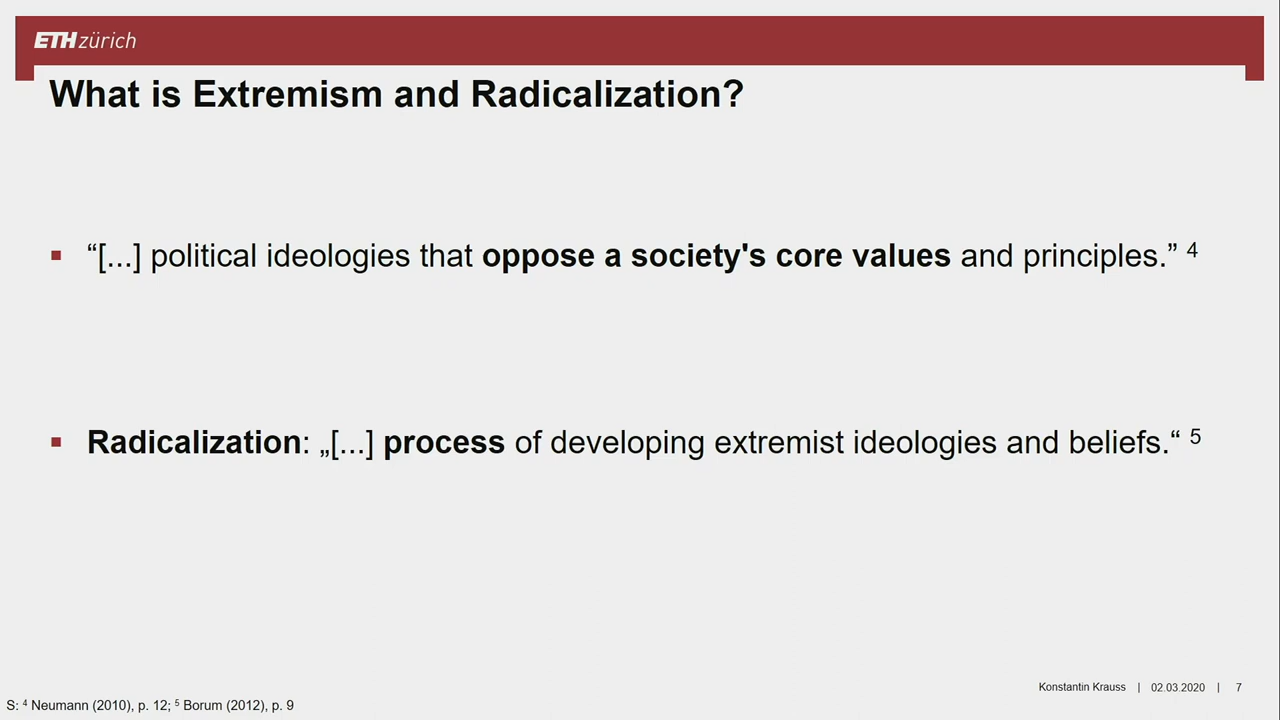 ETH zürich
What is Extremism and Radicalization?
▪ “[...] political ideologies that oppose a society's core values and principles.” 4
▪ Radicalization: „[...] process of developing extremist ideologies and beliefs.“ 5
Konstantin Krauss | 02.03.2020 | 7
S: 4 Neumann (2010), p. 12; 5 Borum (2012), p. 9